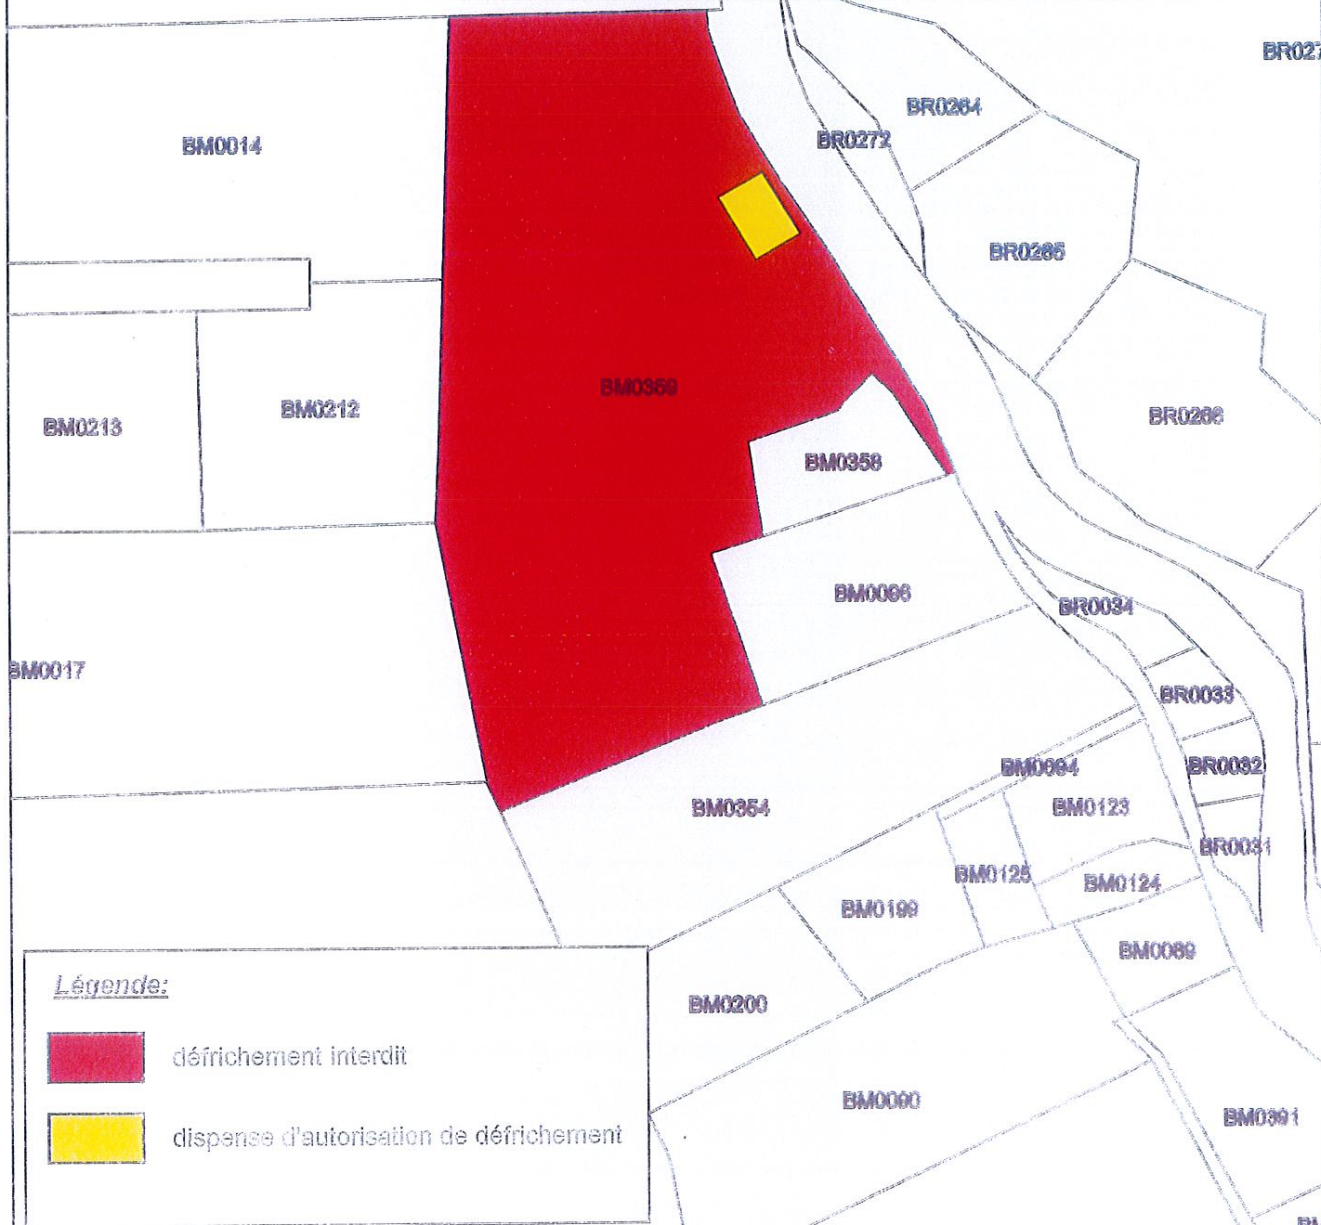 BR027
BR0264
BM0014
BR0272
BR0265
BM0359
BM0212
BR0266
BM0213
BM0358
BM0096
BR0034
BM0017
BR0033
BM0094
BR0032
BM0354
BM0123
BR0031
BM0125
BM0124
BM0199
BM0089
Légende:
BM0200
défrichement interdit
BM0090
BM0391
dispense d'autorisation de défrichement